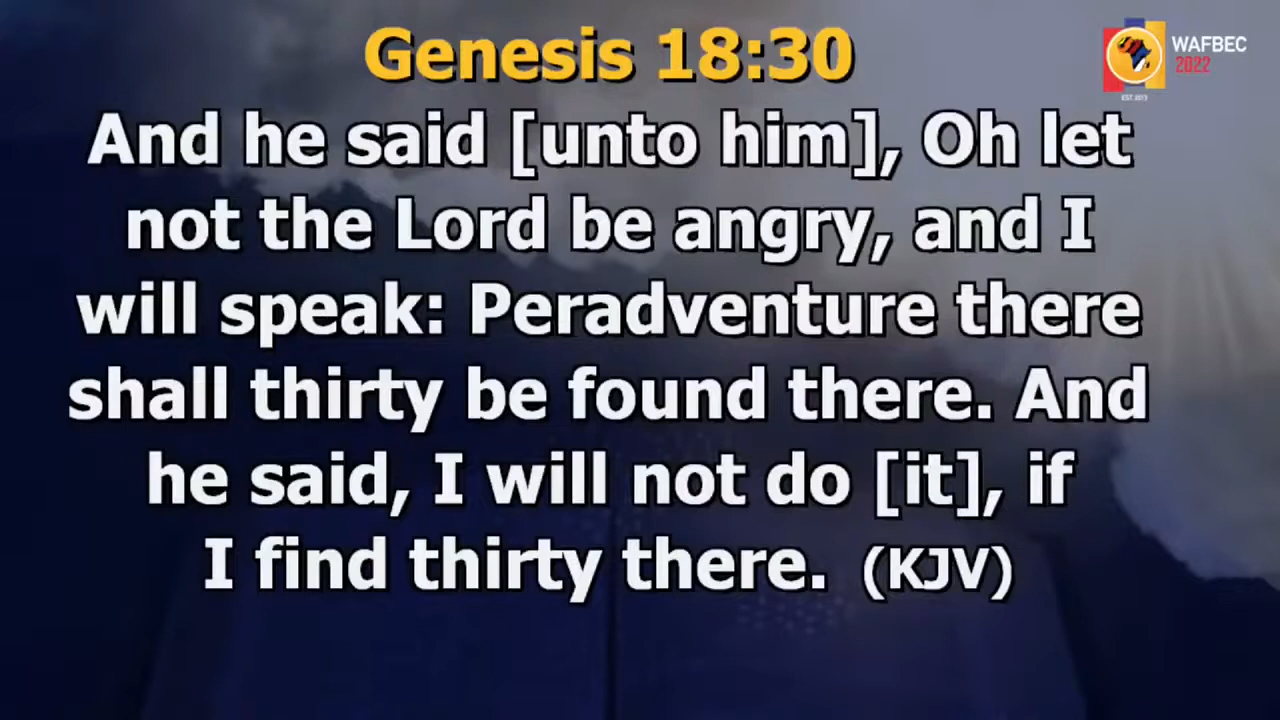 Genesis 18:30
WAFBEC
2022
And he said [unto him], Oh let
not the Lord be angry, and I
will speak: Peradventure there
shall thirty be found there. And
he said, I will not do [it], if
I find thirty there. (KJV)